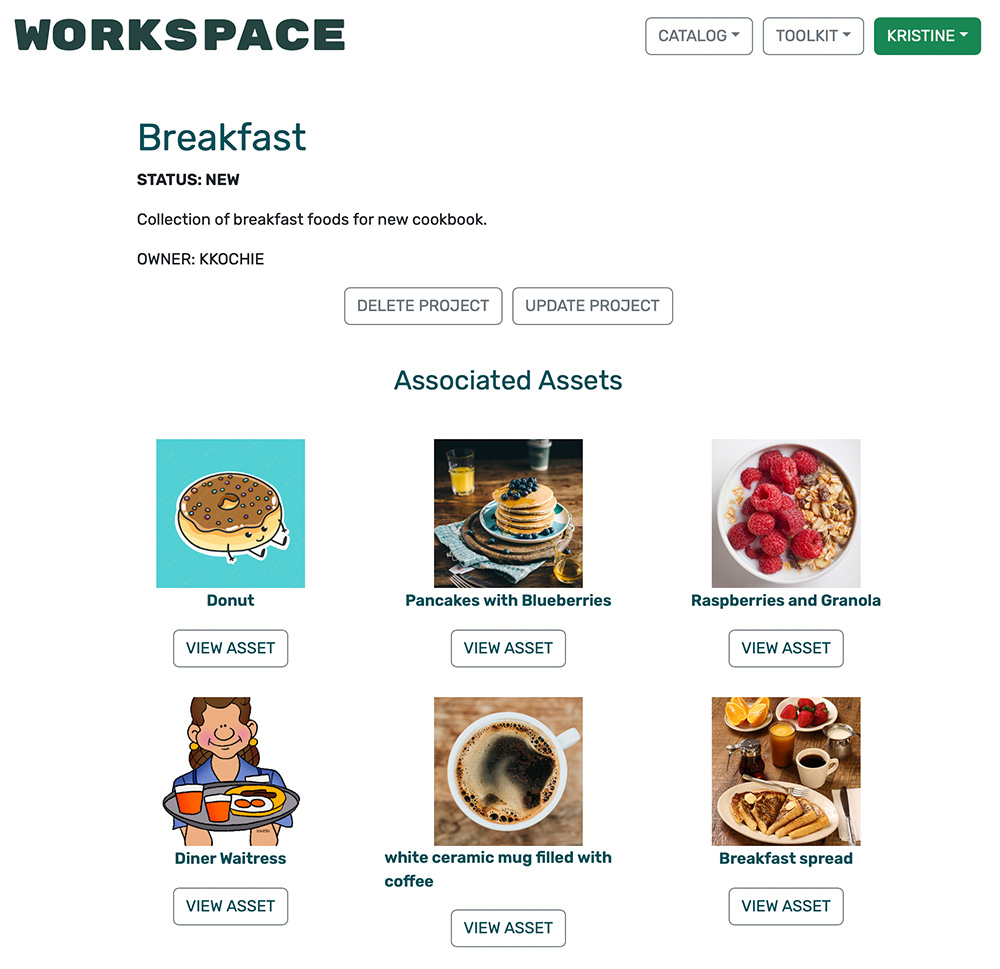 WORKSPACE
CATALOG
TOOLKIT
KRISTINE
Breakfast
STATUS: NEW
Collection of breakfast foods for new cookbook.
OWNER: KKOCHIE
DELETE PROJECT
UPDATE PROJECT
Associated Assets
Donut
Pancakes with Blueberries
Raspberries and Granola
VIEW ASSET
VIEW ASSET
VIEW ASSET
Diner Waitress
white ceramic mug filled with
coffee
Breakfast spread
VIEW ASSET
VIEW ASSET
VIEW ASSET